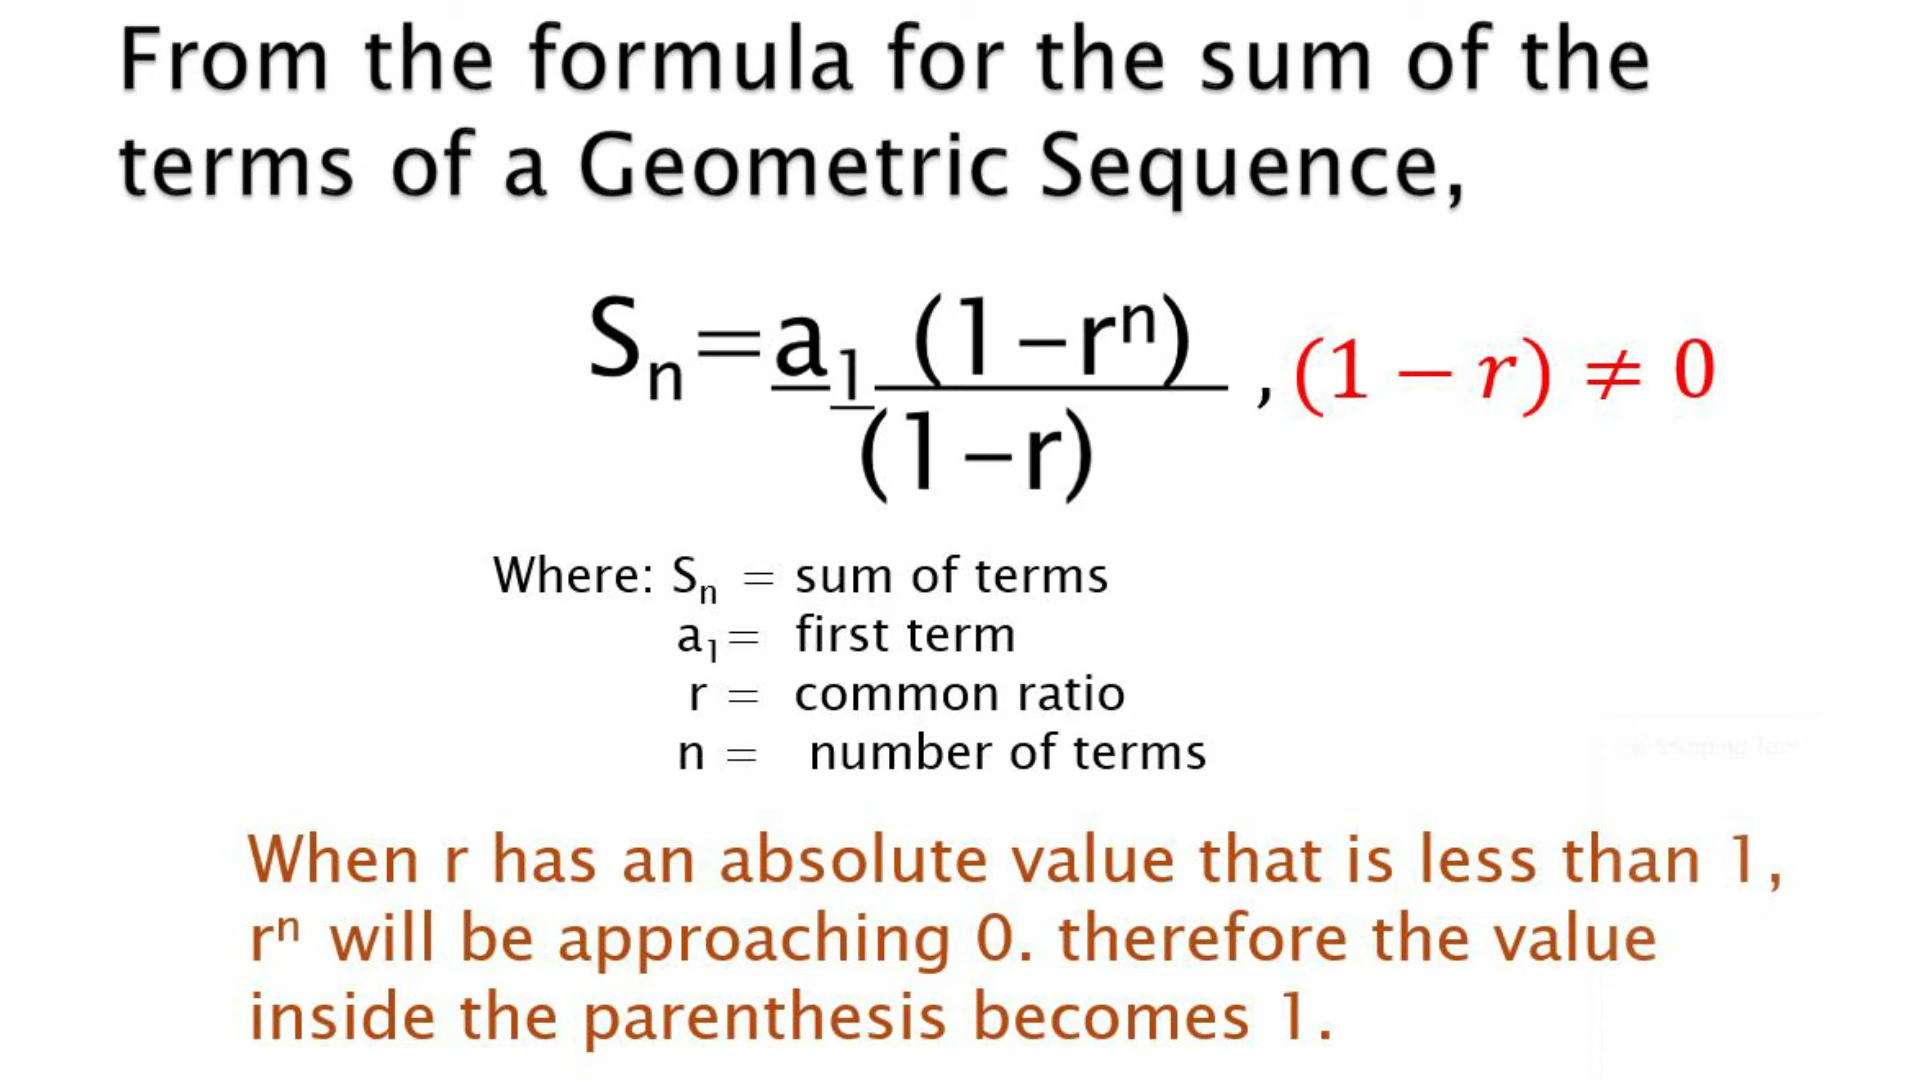 From the formula for the sum of the
terms of a Geometric Sequence,
Sₙ=a₁ (1–rⁿ)
(1–r)
, (1 − r) ≠ 0
Where: Sₙ = sum of terms
a₁= first term
r = common ratio
n = number of terms
When r has an absolute value that is less than 1,
rⁿ will be approaching 0. therefore the value
inside the parenthesis becomes 1.